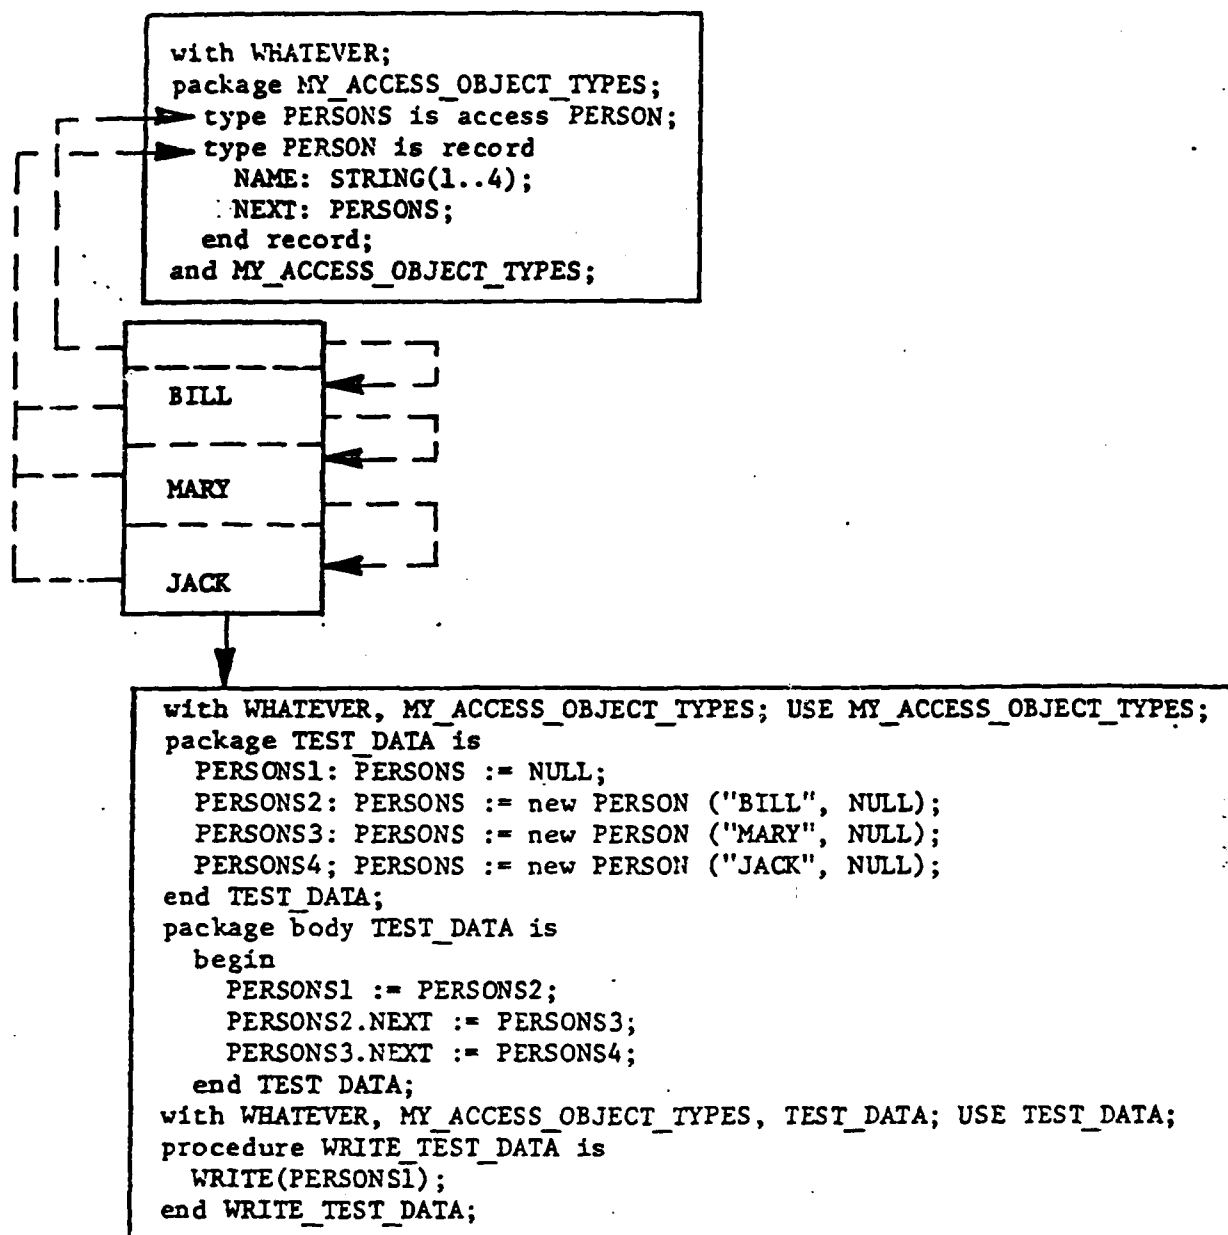 with WHATEVER;
package MY_ACCESS_OBJECT_TYPES;
type PERSONS is access PERSON;
type PERSON is record
NAME: STRING(1..4);
NEXT: PERSONS;
end record;
and MY_ACCESS_OBJECT_TYPES;
BILL
MARY
JACK
with WHATEVER, MY_ACCESS_OBJECT_TYPES; USE MY_ACCESS_OBJECT_TYPES;
package TEST_DATA is
PERSONS1: PERSONS := NULL;
PERSONS2: PERSONS := new PERSON ("BILL", NULL);
PERSONS3: PERSONS := new PERSON ("MARY", NULL);
PERSONS4; PERSONS := new PERSON ("JACK", NULL);
end TEST_DATA;
package body TEST_DATA is
begin
PERSONS1 := PERSONS2;
PERSONS2.NEXT := PERSONS3;
PERSONS3.NEXT := PERSONS4;
end TEST DATA;
with WHATEVER, MY_ACCESS_OBJECT_TYPES, TEST_DATA; USE TEST_DATA;
procedure WRITE_TEST_DATA is
WRITE(PERSONS1);
end WRITE_TEST_DATA;